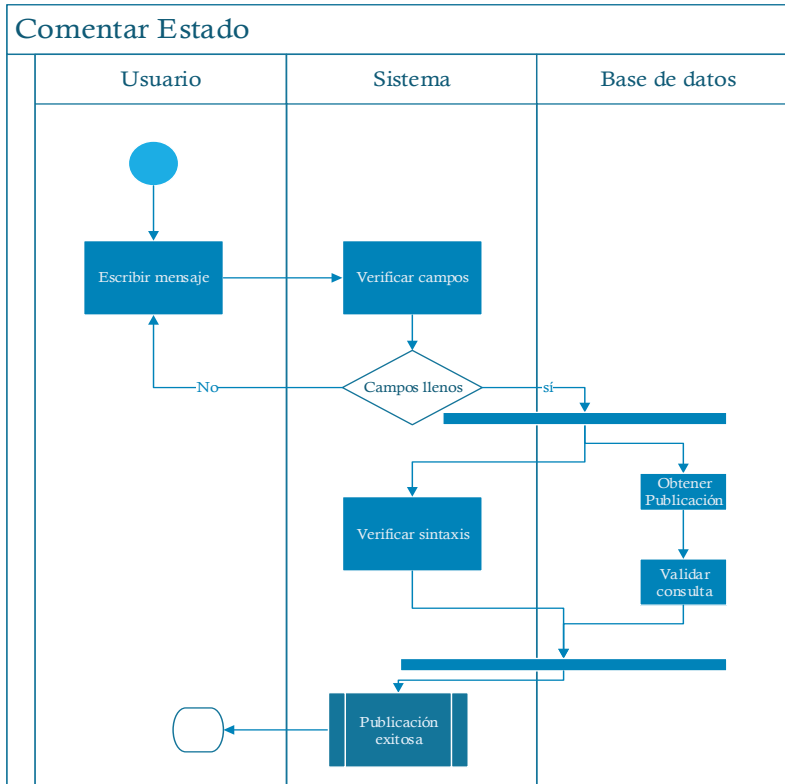 Comentar Estado
Usuario
Sistema
Base de datos
Escribir mensaje
Verificar campos
Campos llenos
No
sí
Obtener
Publicación
Verificar sintaxis
Validar
consulta
Publicación
exitosa